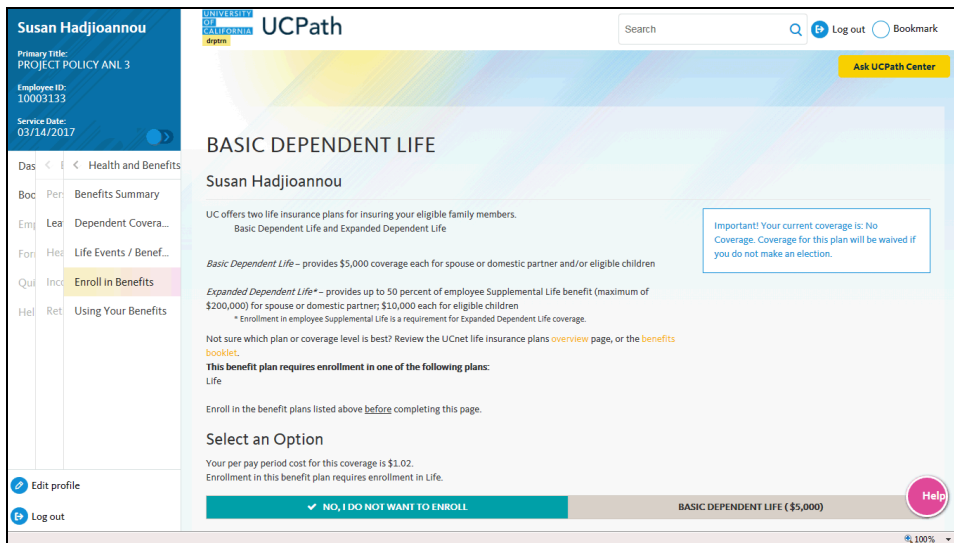 Susan Hadjioannou
Primary Title:
PROJECT POLICY ANL 3
Employee ID:
10003133
Service Date:
03/14/2017
UNIVERSITY
OF
CALIFORNIA
drptrn
UCPath
Search
Log out
Bookmark
Ask UCPath Center
Das
Boo
Emp
For
Qui
Hel
Per
Lea
Hea
Inco
Ret
Health and Benefits
Benefits Summary
Dependent Covera...
Life Events / Benef...
Enroll in Benefits
Using Your Benefits
Edit profile
Log out
BASIC DEPENDENT LIFE
Susan Hadjioannou
UC offers two life insurance plans for insuring your eligible family members.
Basic Dependent Life and Expanded Dependent Life
Basic Dependent Life – provides $5,000 coverage each for spouse or domestic partner and/or eligible children
Expanded Dependent Life* – provides up to 50 percent of employee Supplemental Life benefit (maximum of
$200,000) for spouse or domestic partner; $10,000 each for eligible children
* Enrollment in employee Supplemental Life is a requirement for Expanded Dependent Life coverage.
Not sure which plan or coverage level is best? Review the UCnet life insurance plans overview page, or the benefits
booklet.
This benefit plan requires enrollment in one of the following plans:
Life
Enroll in the benefit plans listed above before completing this page.
Important! Your current coverage is: No
Coverage. Coverage for this plan will be waived if
you do not make an election.
Select an Option
Your per pay period cost for this coverage is $1.02.
Enrollment in this benefit plan requires enrollment in Life.
NO, I DO NOT WANT TO ENROLL
BASIC DEPENDENT LIFE ( $5,000)
Help
100%